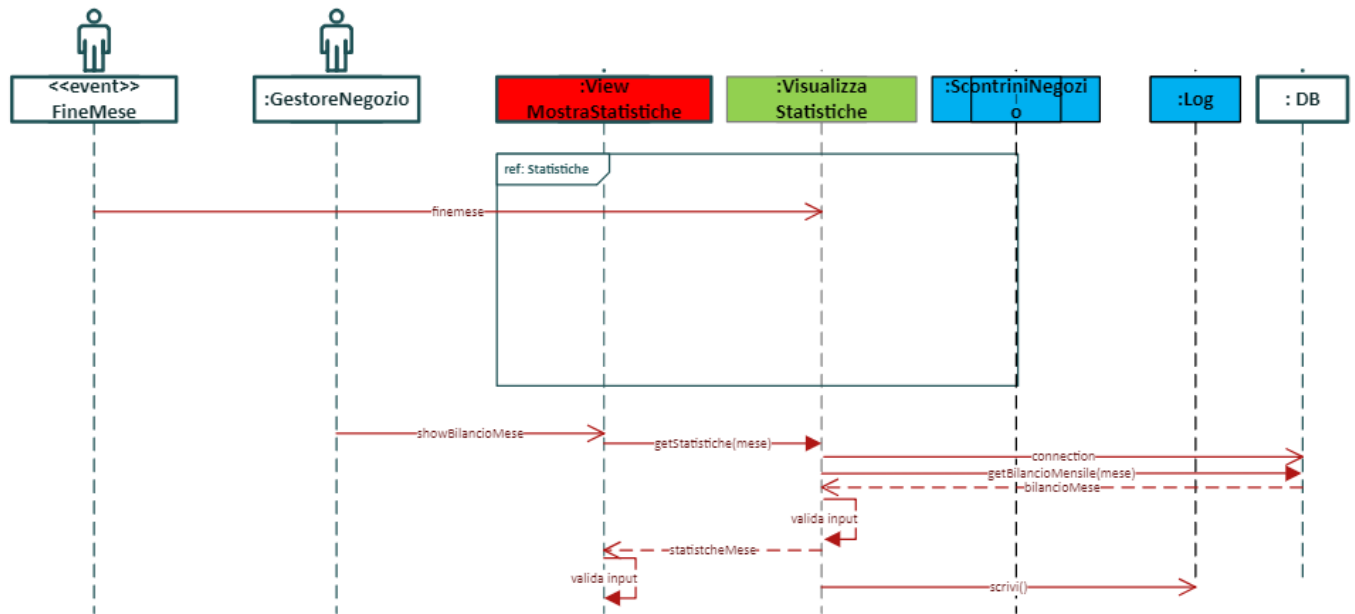 <<event>>
FineMese
:GestoreNegozio
:View
MostraStatistiche
:Visualizza
Statistiche
:ScontriniNegozi
o
:Log
: DB
ref: Statistiche
finemese
showBilancioMese
getStatistiche(mese)
connection
getBilancioMensile(mese)
bilancioMese
valida input
statistcheMese
valida input
scrivi()